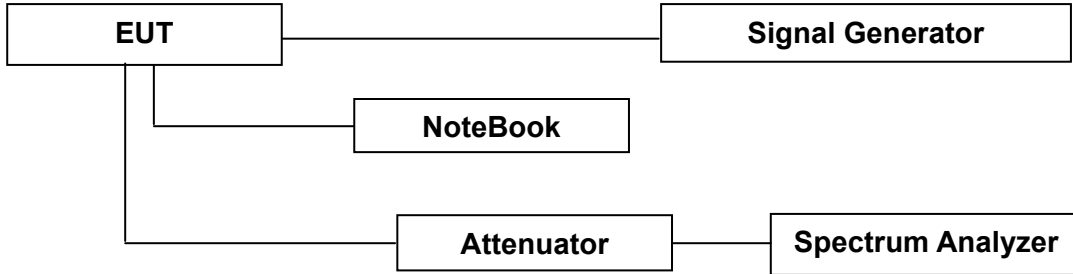 EUT
Signal Generator
NoteBook
Attenuator
Spectrum Analyzer